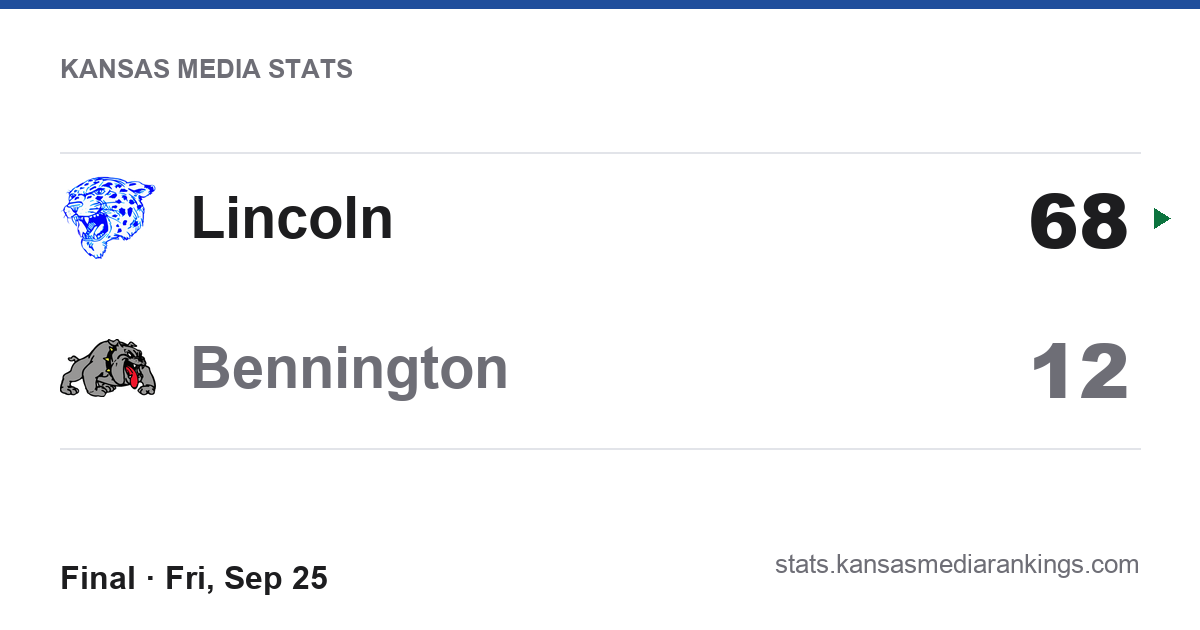 KANSAS MEDIA STATS
Lincoln 68
Bennington 12
Final · Fri, Sep 25
stats.kansasmediarankings.com